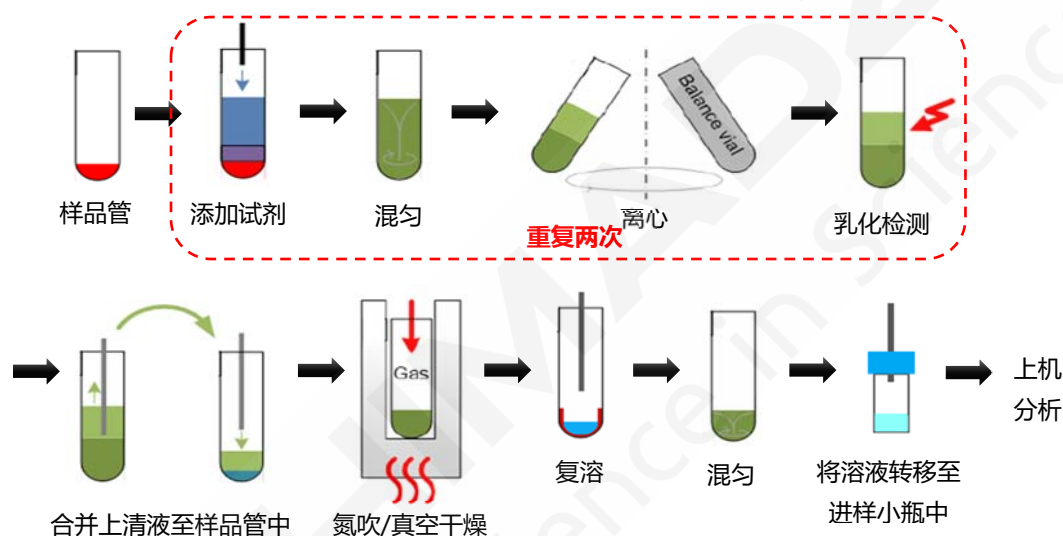 样品管
添加试剂
混匀
Balance vial
离心
重复两次
乳化检测
合并上清液至样品管中
Gas
氮吹/真空干燥
复溶
混匀
将溶液转移至
进样小瓶中
上机
分析